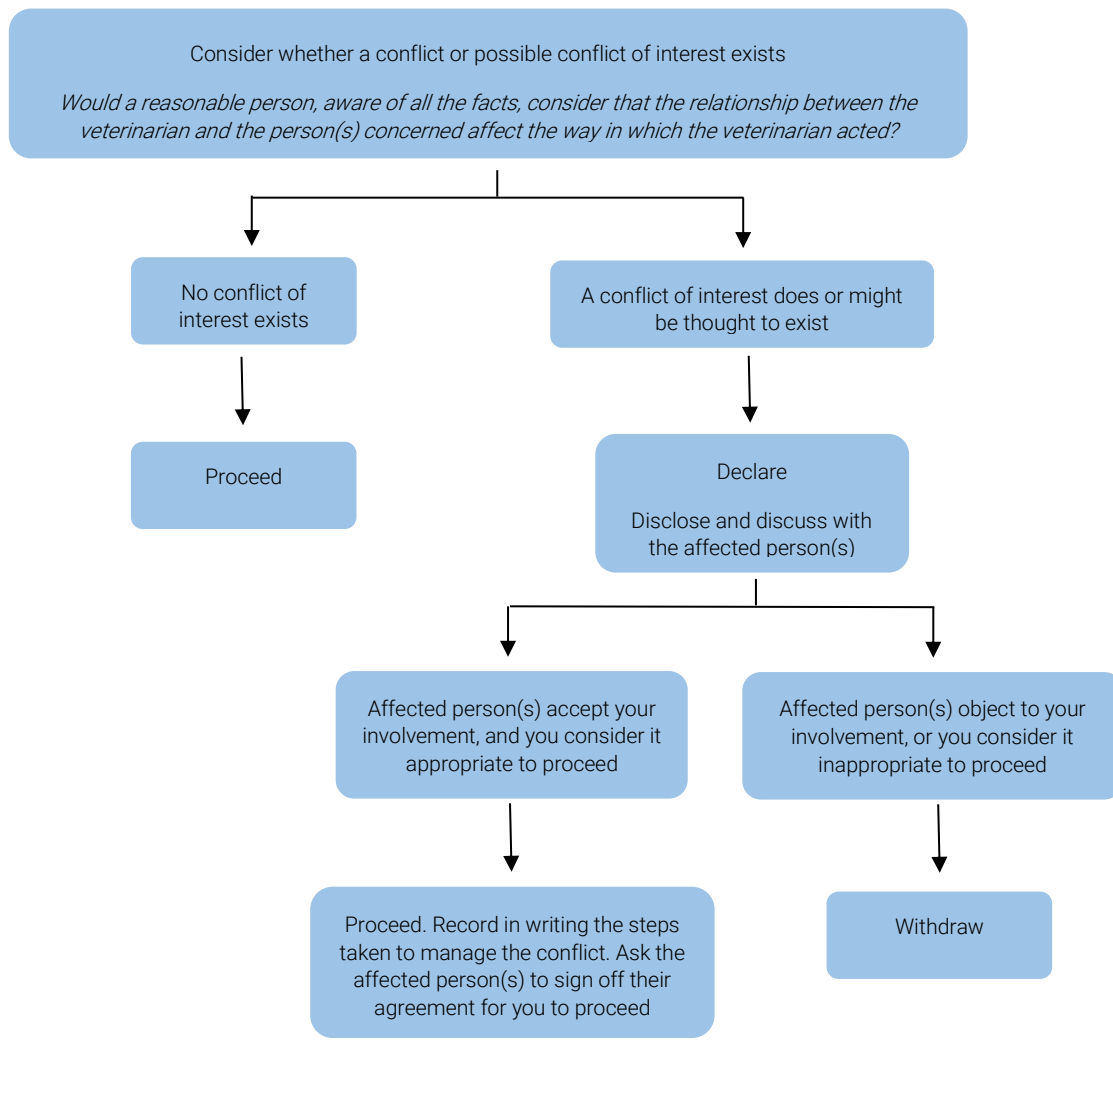 Consider whether a conflict or possible conflict of interest exists
Would a reasonable person, aware of all the facts, consider that the relationship between the
veterinarian and the person(s) concerned affect the way in which the veterinarian acted?
No conflict of
interest exists
A conflict of interest does or might
be thought to exist
Proceed
Declare
Disclose and discuss with
the affected person(s)
Affected person(s) accept your
involvement, and you consider it
appropriate to proceed
Affected person(s) object to your
involvement, or you consider it
inappropriate to proceed
Proceed. Record in writing the steps
taken to manage the conflict. Ask the
affected person(s) to sign off their
agreement for you to proceed
Withdraw